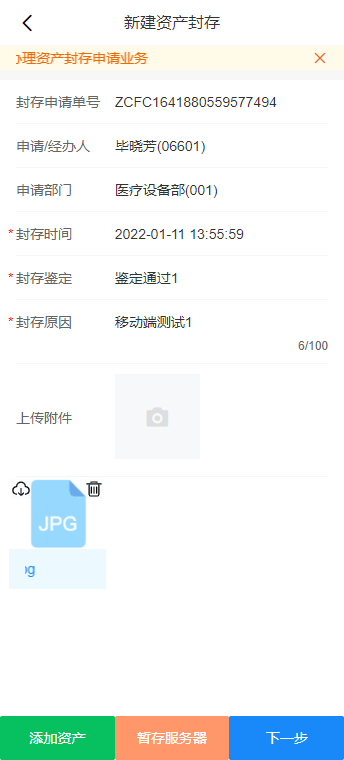 新建资产封存
办理资产封存申请业务
封存申请单号 ZCFC1641880559577494
申请/经办人 毕晓芳(06601)
申请部门 医疗设备部(001)
*封存时间 2022-01-11 13:55:59
*封存鉴定 鉴定通过1
*封存原因 移动端测试1
6/100
上传附件
JPG
pg
添加资产 暂存服务器 下一步